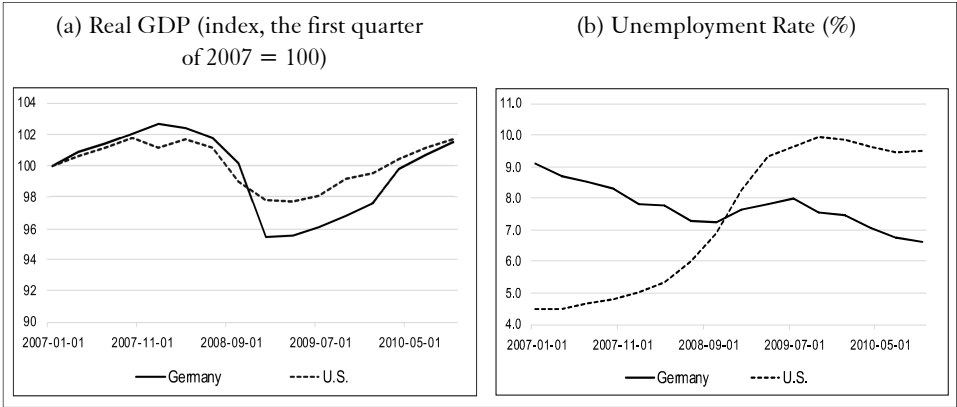 (a) Real GDP (index, the first quarter
of 2007 = 100)
104
102
100
98
96
94
92
90
2007-01-01 2007-11-01 2008-09-01 2009-07-01 2010-05-01
Germany U.S.
(b) Unemployment Rate (%)
11.0
10.0
9.0
8.0
7.0
6.0
5.0
4.0
2007-01-01 2007-11-01 2008-09-01 2009-07-01 2010-05-01
Germany U.S.